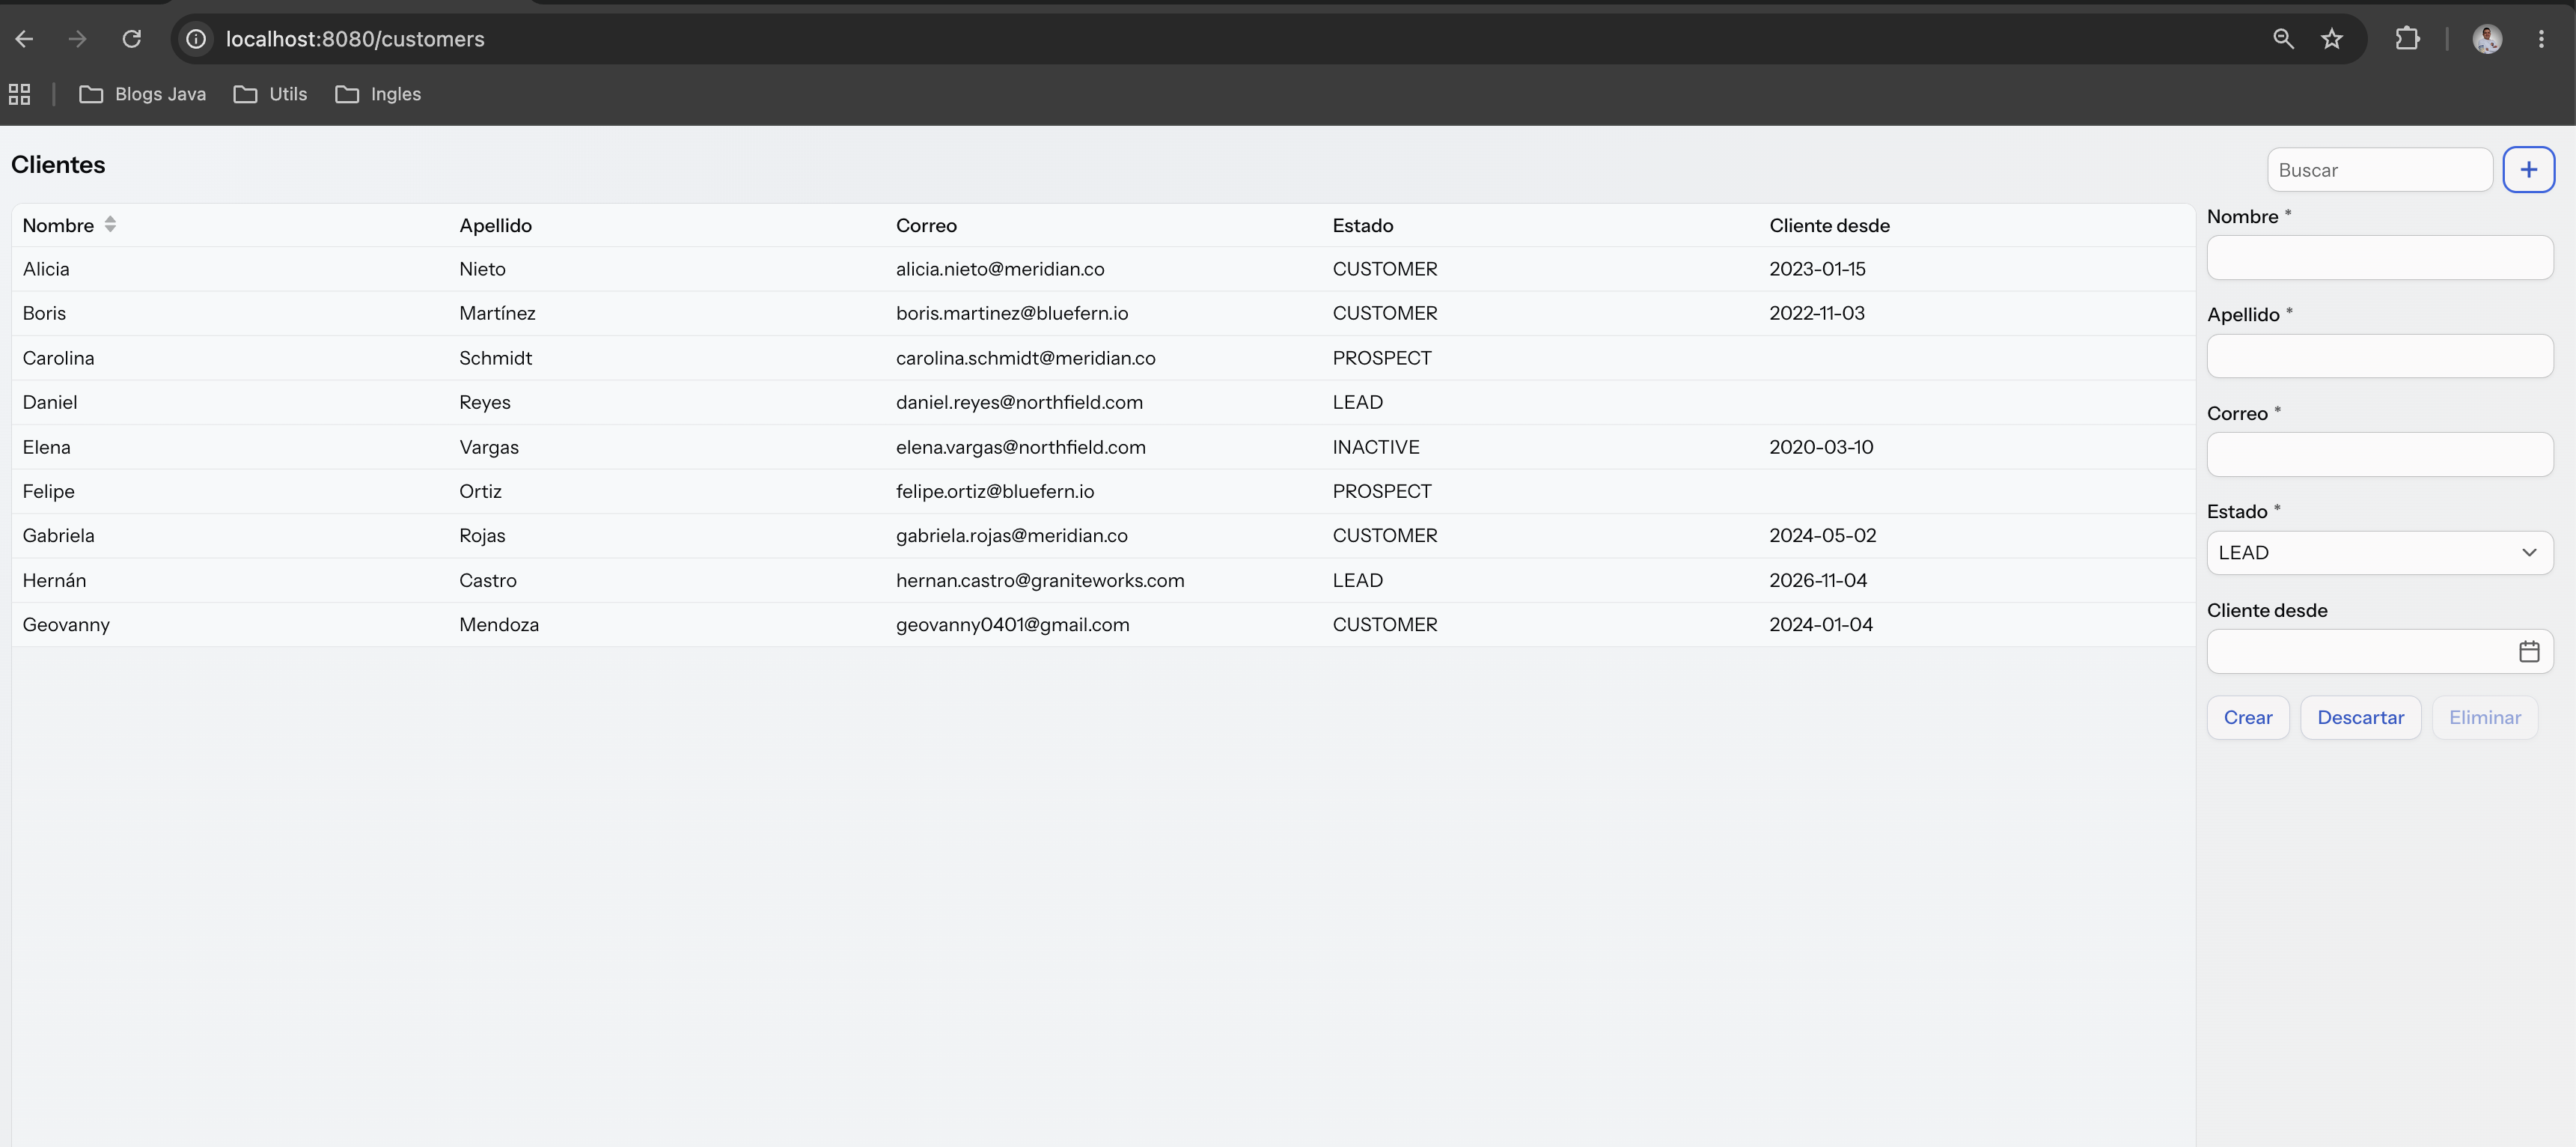 localhost:8080/customers
Blogs Java Utils Ingles
Clientes
Buscar +
Nombre Apellido Correo Estado Cliente desde
Alicia Nieto alicia.nieto@meridian.co CUSTOMER 2023-01-15
Boris Martínez boris.martinez@bluefern.io CUSTOMER 2022-11-03
Carolina Schmidt carolina.schmidt@meridian.co PROSPECT
Daniel Reyes daniel.reyes@northfield.com LEAD
Elena Vargas elena.vargas@northfield.com INACTIVE 2020-03-10
Felipe Ortiz felipe.ortiz@bluefern.io PROSPECT
Gabriela Rojas gabriela.rojas@meridian.co CUSTOMER 2024-05-02
Hernán Castro hernan.castro@graniteworks.com LEAD 2026-11-04
Geovanny Mendoza geovanny0401@gmail.com CUSTOMER 2024-01-04
Nombre *
Apellido *
Correo *
Estado *
LEAD
Cliente desde
Crear Descartar Eliminar